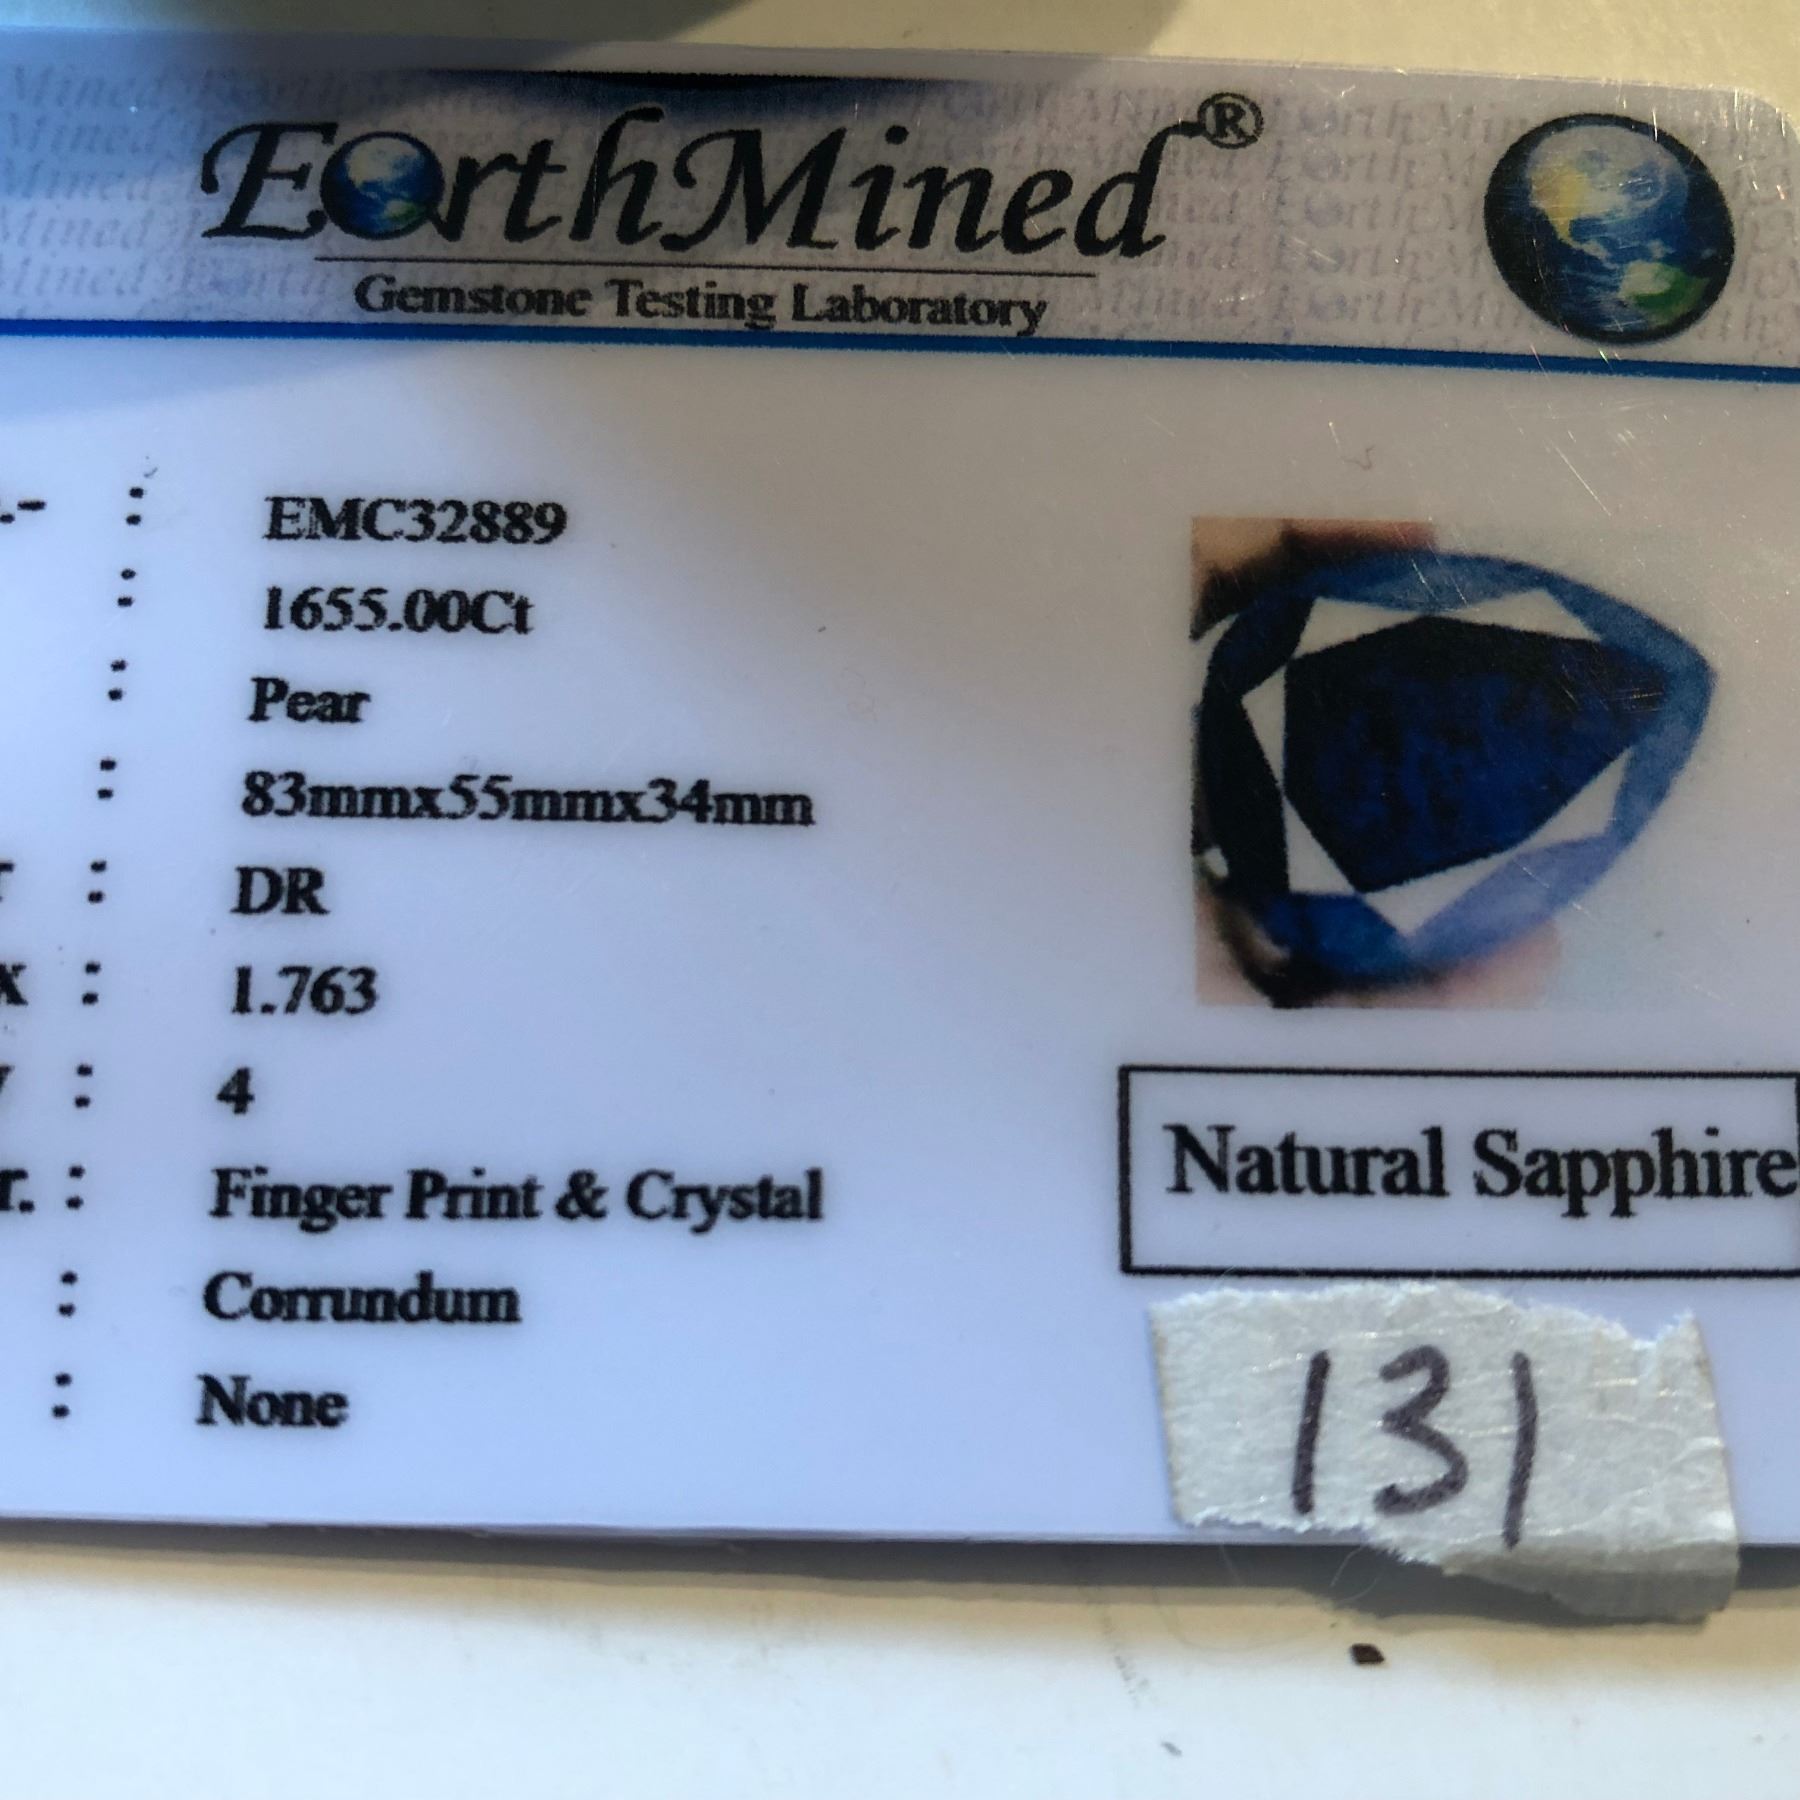 EarthMined®
Gemstone Testing Laboratory
.- : EMC32889
: 1655.00Ct
: Pear
: 83mmx55mmx34mm
: DR
x : 1.763
: 4
r. : Finger Print & Crystal
: Corrundum
: None
Natural Sapphire
131